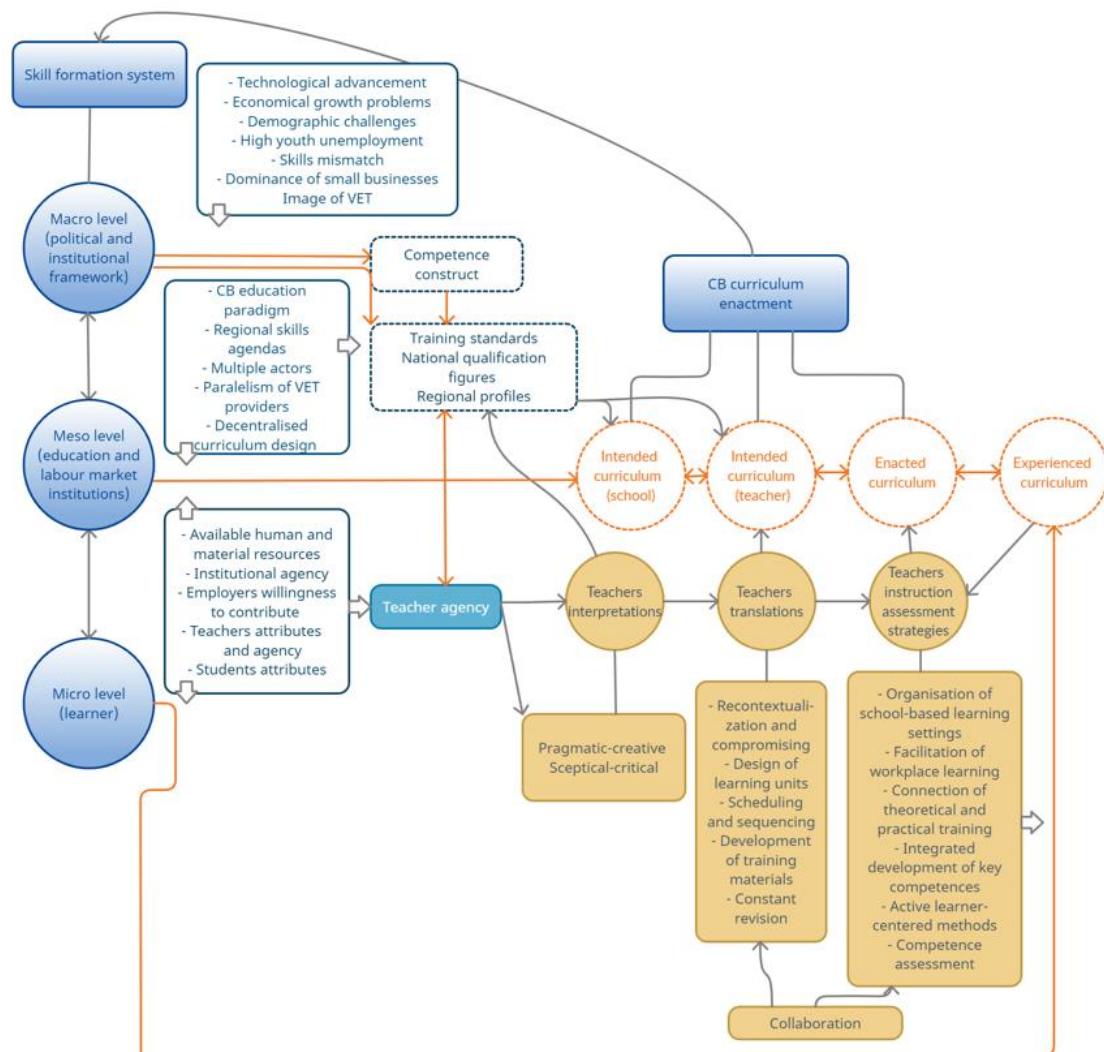 Skill formation system
- Technological advancement
- Economical growth problems
- Demographic challenges
- High youth unemployment
- Skills mismatch
- Dominance of small businesses
Image of VET
Macro level
(political and
institutional
framework)
Competence
construct
CB curriculum
enactment
- CB education
paradigm
- Regional skills
agendas
- Multiple actors
- Paralelism of VET
providers
- Decentralised
curriculum design
Training standards
National qualification
figures
Regional profiles
Meso level
(education and
labour market
institutions)
Intended
curriculum
(school)
Intended
curriculum
(teacher)
Enacted
curriculum
Experienced
curriculum
- Available human and
material resources
- Institutional agency
- Employers willingness
to contribute
- Teachers attributes
and agency
- Students attributes
Teacher agency
Teachers
interpretations
Teachers
translations
Teachers
instruction
assessment
strategies
Micro level
(learner)
Pragmatic-creative
Sceptical-critical
- Recontextuali-
zation and
compromising
- Design of
learning units
- Scheduling
and sequencing
- Development
of training
materials
- Constant
revision
- Organisation of
school-based learning
settings
- Facilitation of
workplace learning
- Connection of
theoretical and
practical training
- Integrated
development of key
competences
- Active learner-
centered methods
- Competence
assessment
Collaboration